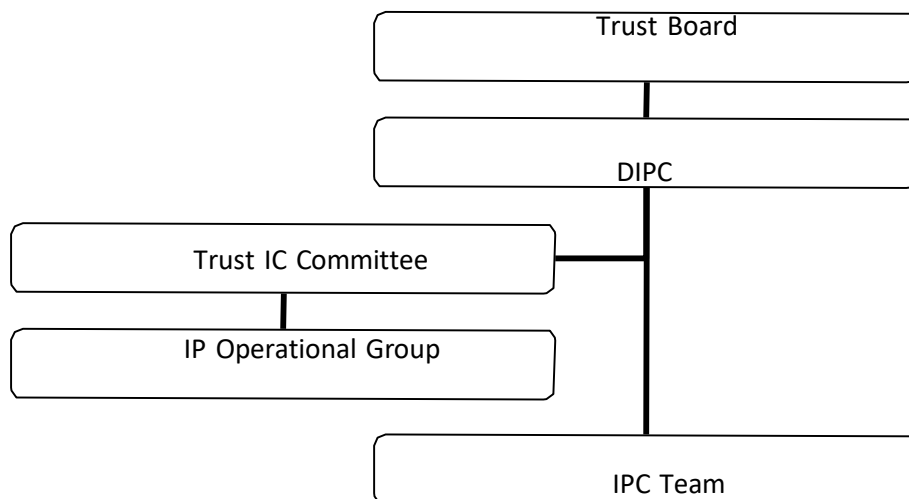 Trust Board
DIPC
Trust IC Committee
IP Operational Group
IPC Team